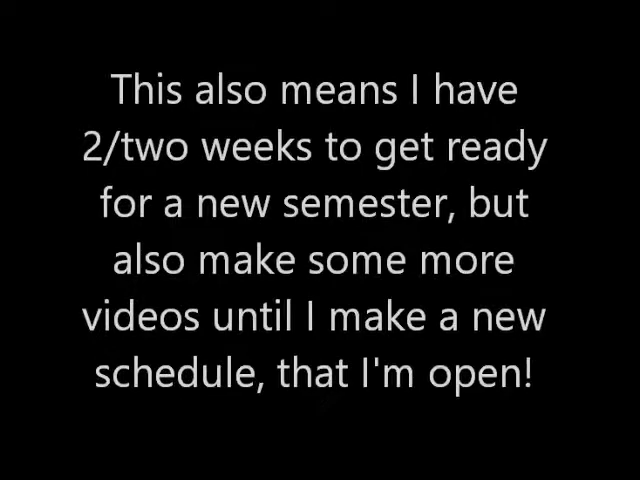 This also means I have
2/two weeks to get ready
for a new semester, but
also make some more
videos until I make a new
schedule, that I'm open!